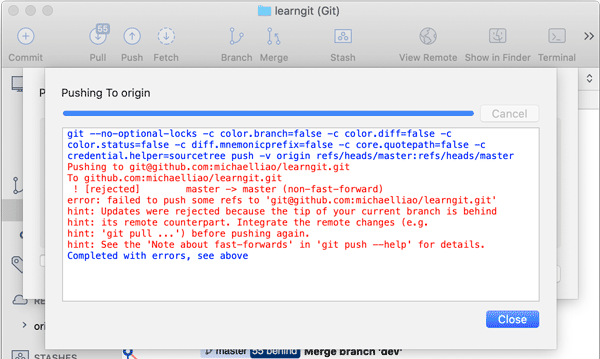 learngit (Git)
55
Commit
Pull
Push
Fetch
Branch
Merge
Stash
View Remote
Show in Finder
Terminal
Pushing To origin
Cancel
git --no-optional-locks -c color.branch=false -c color.diff=false -c
color.status=false -c diff.mnemonicprefix=false -c core.quotepath=false -c
credential.helper=sourcetree push -v origin refs/heads/master:refs/heads/master
Pushing to git@github.com:michaelliao/learngit.git
To github.com:michaelliao/learngit.git
! [rejected] master -> master (non-fast-forward)
error: failed to push some refs to 'git@github.com:michaelliao/learngit.git'
hint: Updates were rejected because the tip of your current branch is behind
hint: its remote counterpart. Integrate the remote changes (e.g.
hint: 'git pull ...') before pushing again.
hint: See the 'Note about fast-forwards' in 'git push --help' for details.
Completed with errors, see above
Close
master 55 behind Merge branch 'dev'
STASHES